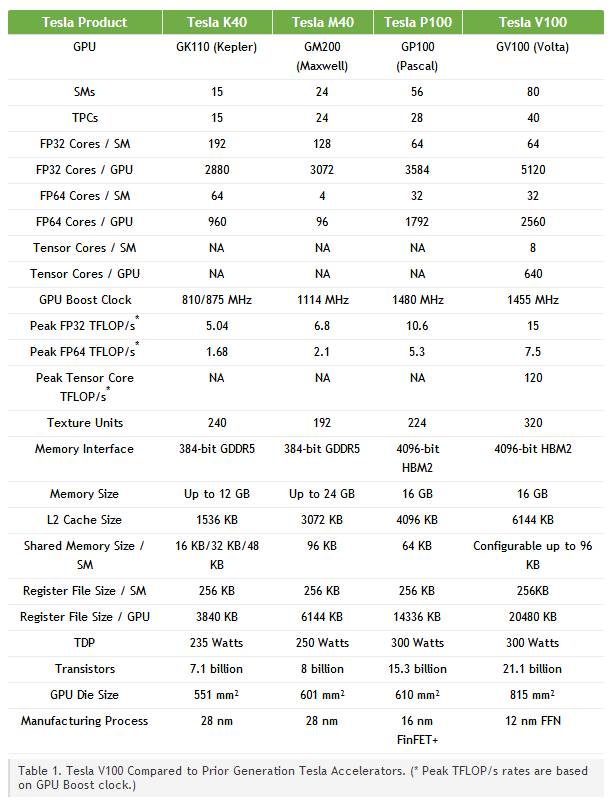 Tesla Product Tesla K40 Tesla M40 Tesla P100 Tesla V100
GPU GK110 (Kepler) GM200 GP100 GV100 (Volta)
(Maxwell) (Pascal)
SMs 15 24 56 80
TPCs 15 24 28 40
FP32 Cores / SM 192 128 64 64
FP32 Cores / GPU 2880 3072 3584 5120
FP64 Cores / SM 64 4 32 32
FP64 Cores / GPU 960 96 1792 2560
Tensor Cores / SM NA NA NA 8
Tensor Cores / GPU NA NA NA 640
GPU Boost Clock 810/875 MHz 1114 MHz 1480 MHz 1455 MHz
Peak FP32 TFLOP/s* 5.04 6.8 10.6 15
Peak FP64 TFLOP/s* 1.68 2.1 5.3 7.5
Peak Tensor Core NA NA NA 120
TFLOP/s*
Texture Units 240 192 224 320
Memory Interface 384-bit GDDR5 384-bit GDDR5 4096-bit 4096-bit HBM2
HBM2
Memory Size Up to 12 GB Up to 24 GB 16 GB 16 GB
L2 Cache Size 1536 KB 3072 KB 4096 KB 6144 KB
Shared Memory Size / 16 KB/32 KB/48 96 KB 64 KB Configurable up to 96
SM KB KB
Register File Size / SM 256 KB 256 KB 256 KB 256KB
Register File Size / GPU 3840 KB 6144 KB 14336 KB 20480 KB
TDP 235 Watts 250 Watts 300 Watts 300 Watts
Transistors 7.1 billion 8 billion 15.3 billion 21.1 billion
GPU Die Size 551 mm² 601 mm² 610 mm² 815 mm²
Manufacturing Process 28 nm 28 nm 16 nm 12 nm FFN
FinFET+
Table 1. Tesla V100 Compared to Prior Generation Tesla Accelerators. (* Peak TFLOP/s rates are based
on GPU Boost clock.)